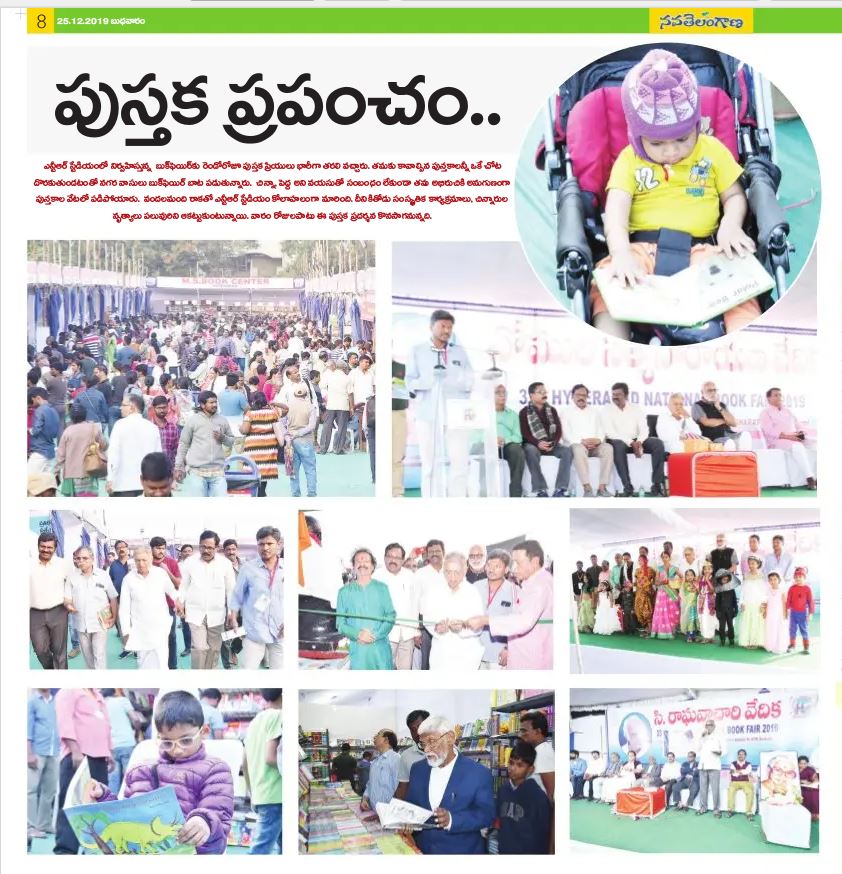 8 25.12.2019 బుధవారం
నవతెలంగాణ
పుస్తక ప్రపంచం..
ఎన్టీఆర్ స్టేడియంలో నిర్వహిస్తున్న బుక్‌ఫెయిర్‌కు రెండోరోజూ పుస్తక ప్రియులు భారీగా తరలి వచ్చారు. తమకు కావాల్సిన పుస్తకాలన్నీ ఒకే చోట
దొరకుతుండటంతో నగర వాసులు బుక్‌ఫెయిర్ బాట పడుతున్నారు. చిన్నా పెద్ద అని వయసుతో సంబంధం లేకుండా తమ అభిరుచికి అనుగుణంగా
పుస్తకాల వేటలో పడిపోయారు. వందలమంది రాకతో ఎన్టీఆర్ స్టేడియం కోలాహలంగా మారింది. దీనికితోడు సంస్కృతిక కార్యక్రమాలు, చిన్నారుల
నృత్యాలు పలువురిని ఆకట్టుకుంటున్నాయి. వారం రోజులపాటు ఈ పుస్తక ప్రదర్శన కొనసాగనున్నది.
M.S.BOOK CENTER
HYDERABAD NATIONAL BOOK FAIR 2019
సి. రాఘవాచారి వేదిక
BOOK FAIR 2019